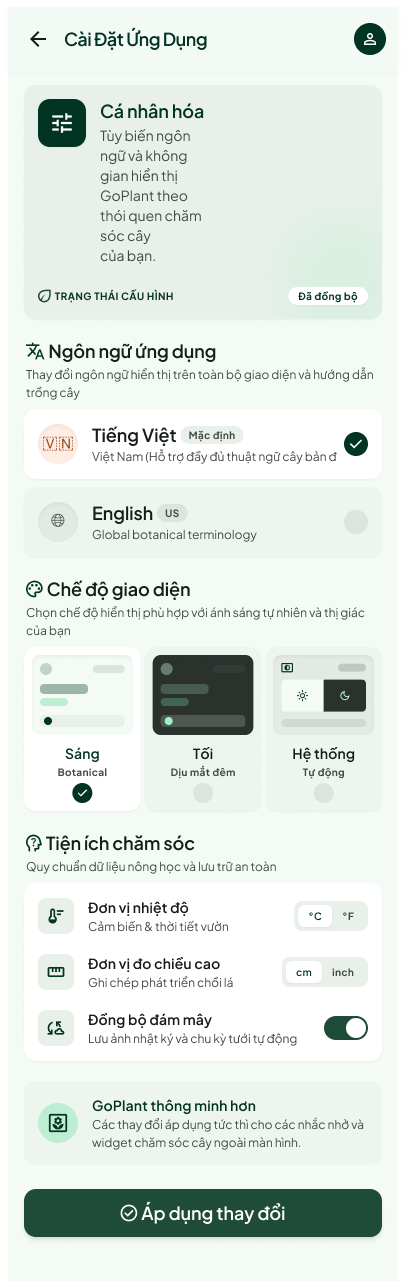 Cài Đặt Ứng Dụng
Cá nhân hóa
Tùy biến ngôn
ngữ và không
gian hiển thị
GoPlant theo
thói quen chăm
sóc cây
của bạn.
TRẠNG THÁI CẤU HÌNH
Đã đồng bộ
Ngôn ngữ ứng dụng
Thay đổi ngôn ngữ hiển thị trên toàn bộ giao diện và hướng dẫn
trồng cây
VN
Tiếng Việt Mặc định
Việt Nam (Hỗ trợ đầy đủ thuật ngữ cây bản đ
English US
Global botanical terminology
Chế độ giao diện
Chọn chế độ hiển thị phù hợp với ánh sáng tự nhiên và thị giác
của bạn
Sáng
Botanical
Tối
Dịu mắt đêm
Hệ thống
Tự động
Tiện ích chăm sóc
Quy chuẩn dữ liệu nông học và lưu trữ an toàn
Đơn vị nhiệt độ
Cảm biến & thời tiết vườn
°C °F
Đơn vị đo chiều cao
Ghi chép phát triển chồi lá
cm inch
Đồng bộ đám mây
Lưu ảnh nhật ký và chu kỳ tưới tự động
GoPlant thông minh hơn
Các thay đổi áp dụng tức thì cho các nhắc nhở và
widget chăm sóc cây ngoài màn hình.
Áp dụng thay đổi